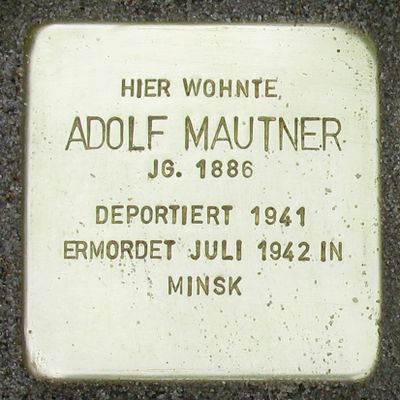 HIER WOHNTE
ADOLF MAUTNER
JG. 1886
DEPORTIERT 1941
ERMORDET JULI 1942 IN
MINSK